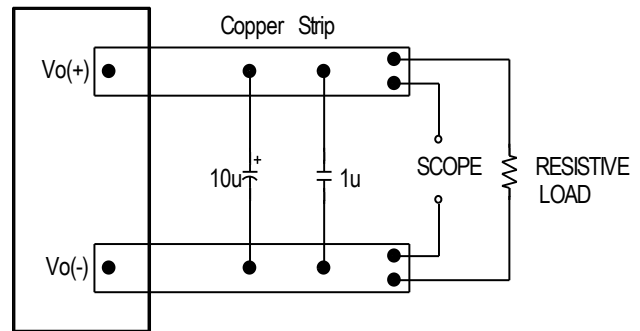 Copper Strip
Vo(+)
10u
+
1u
SCOPE
RESISTIVE
LOAD
Vo(-)